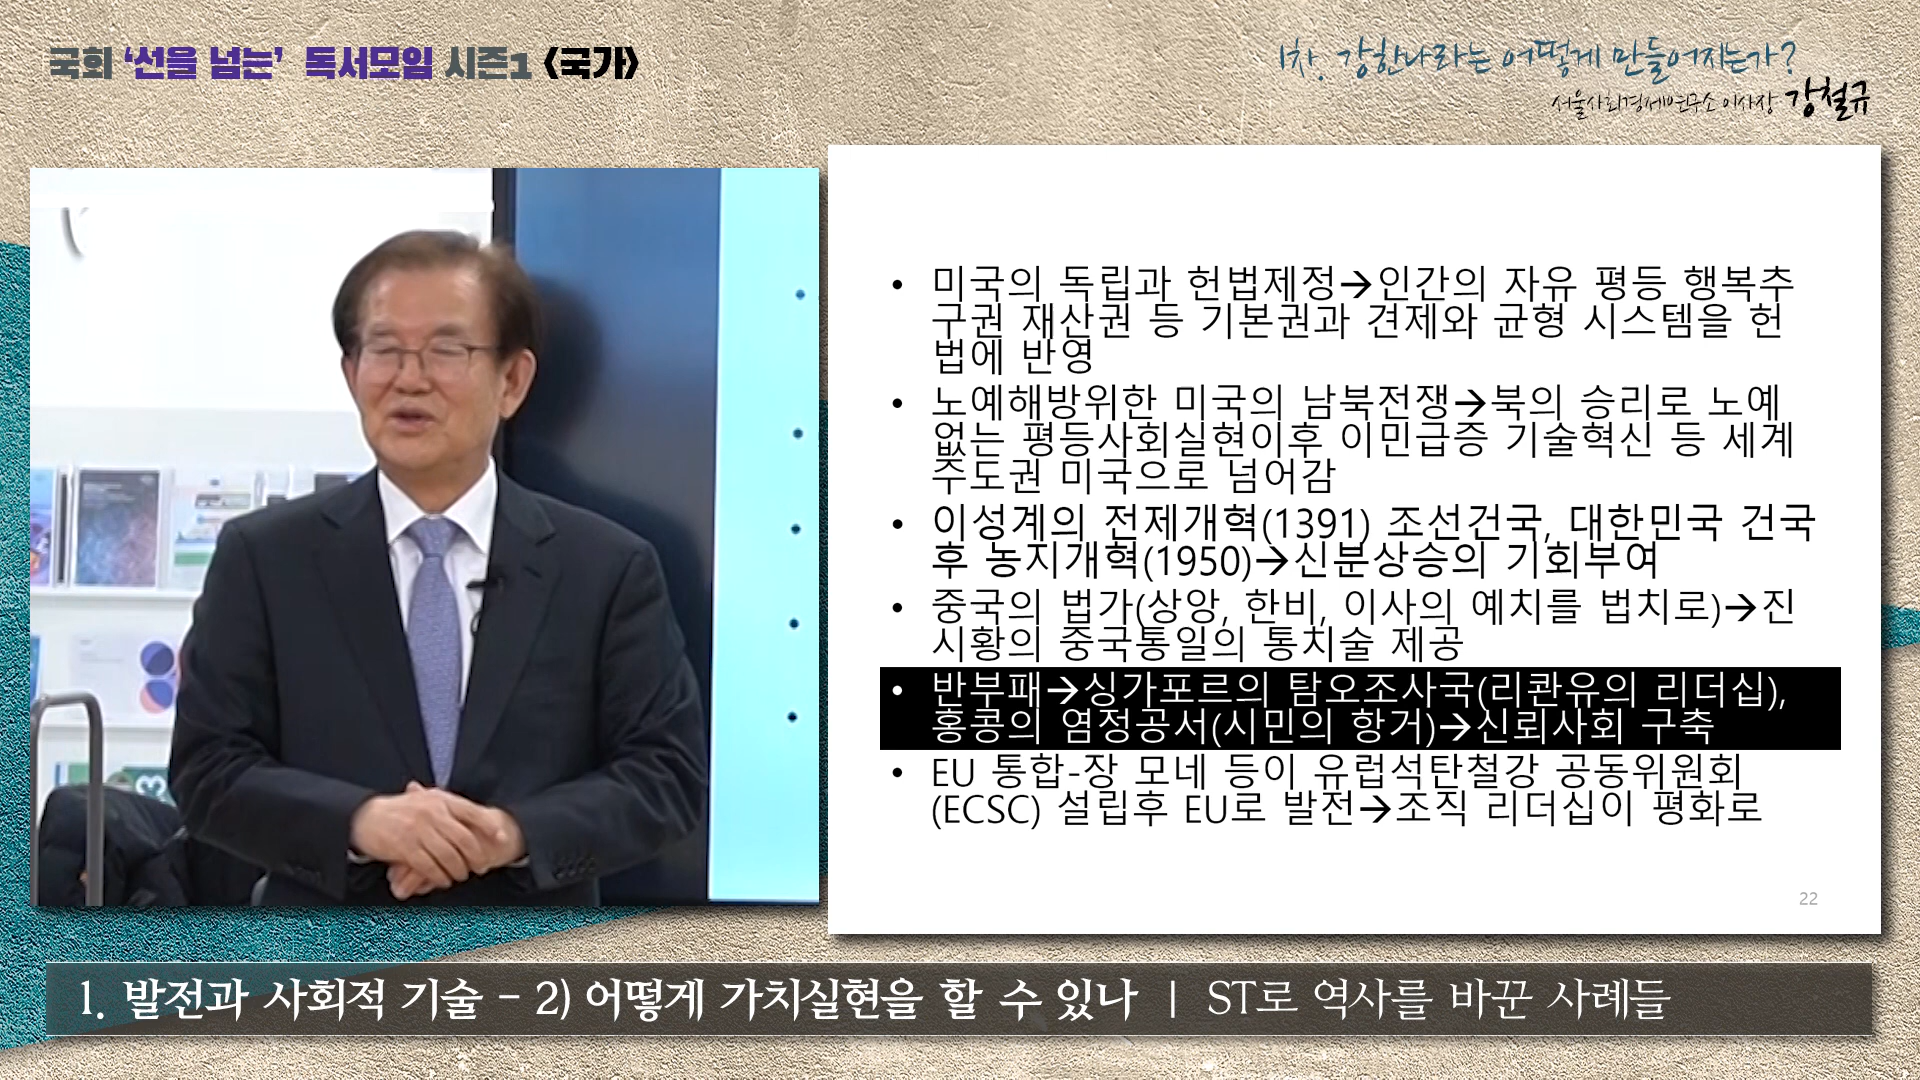 국회 ‘선을 넘는’ 독서모임 시즌1 〈국가〉
1차. 강한나라는 어떻게 만들어지는가?
서울사회경제연구소 이사장 강철규
• 미국의 독립과 헌법제정→인간의 자유 평등 행복추
구권 재산권 등 기본권과 견제와 균형 시스템을 헌
법에 반영
• 노예해방위한 미국의 남북전쟁→북의 승리로 노예
없는 평등사회실현이후 이민급증 기술혁신 등 세계
주도권 미국으로 넘어감
• 이성계의 전제개혁(1391) 조선건국, 대한민국 건국
후 농지개혁(1950)→신분상승의 기회부여
• 중국의 법가(상앙, 한비, 이사의 예치를 법치로)→진
시황의 중국통일의 통치술 제공
• 반부패→싱가포르의 탐오조사국(리콴유의 리더십),
홍콩의 염정공서(시민의 항거)→신뢰사회 구축
• EU 통합-장 모네 등이 유럽석탄철강 공동위원회
(ECSC) 설립후 EU로 발전→조직 리더십이 평화로
22
1. 발전과 사회적 기술 - 2) 어떻게 가치실현을 할 수 있나 | ST로 역사를 바꾼 사례들